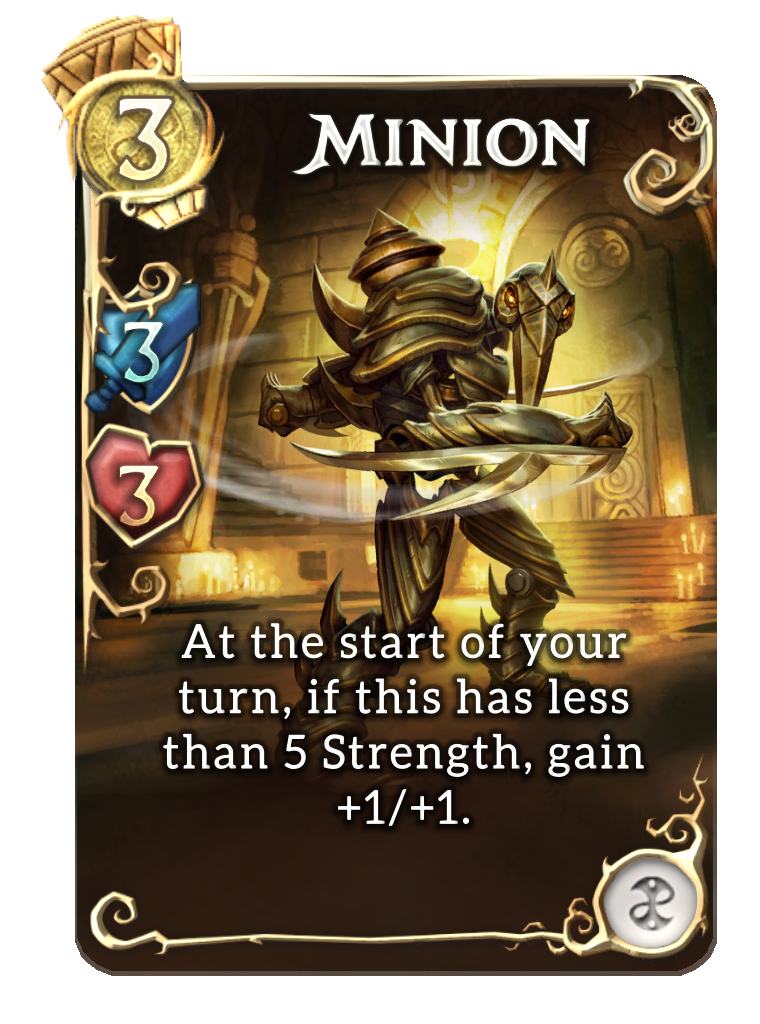 3
MINION
3
3
At the start of your
turn, if this has less
than 5 Strength, gain
+1/+1.